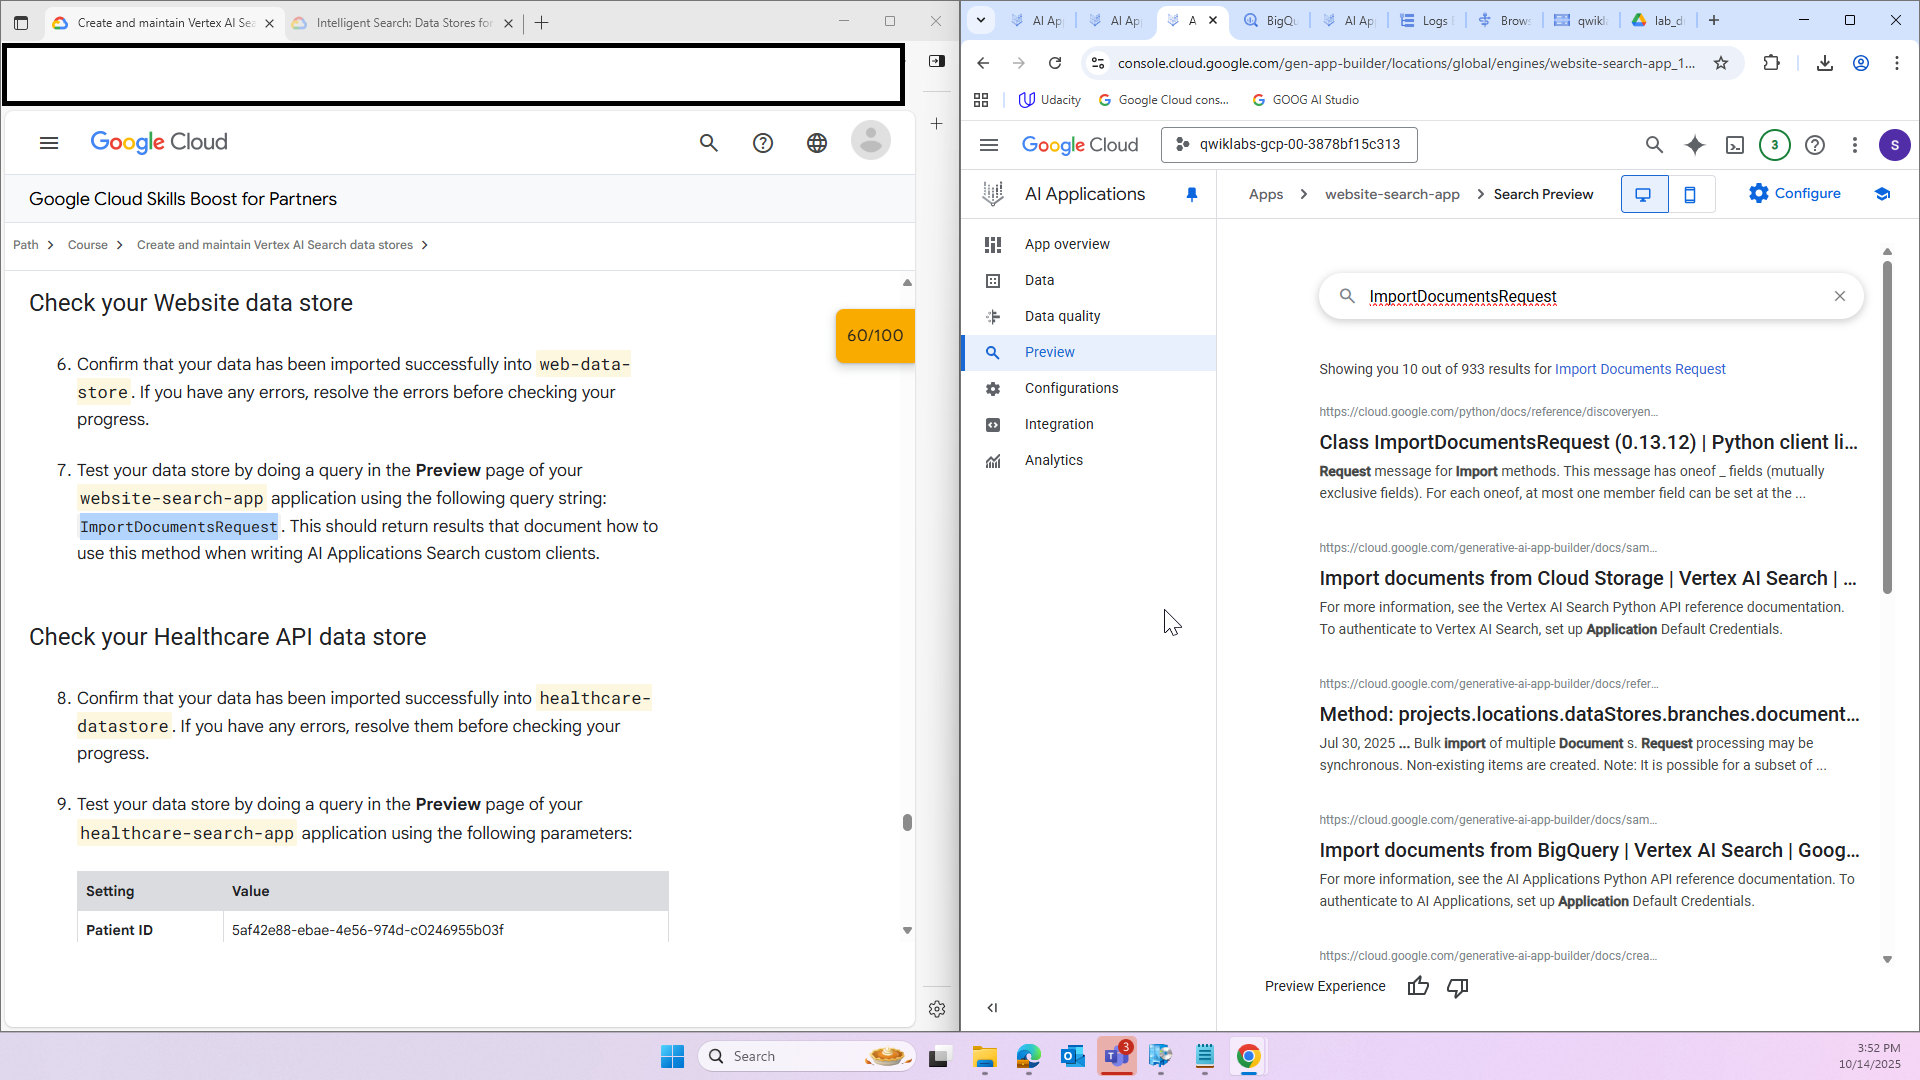 Create and maintain Vertex AI Sea
Intelligent Search: Data Stores for
Google Cloud
Google Cloud Skills Boost for Partners
Path
Course
Create and maintain Vertex AI Search data stores
Check your Website data store
60/100
6. Confirm that your data has been imported successfully into web-data-
store. If you have any errors, resolve the errors before checking your
progress.
7. Test your data store by doing a query in the Preview page of your
website-search-app application using the following query string:
ImportDocumentsRequest. This should return results that document how to
use this method when writing AI Applications Search custom clients.
Check your Healthcare API data store
8. Confirm that your data has been imported successfully into healthcare-
datastore. If you have any errors, resolve them before checking your
progress.
9. Test your data store by doing a query in the Preview page of your
healthcare-search-app application using the following parameters:
Setting Value
Patient ID 5af42e88-ebae-4e56-974d-c0246955b03f
AI Ap
AI Ap
A
BigQu
AI Ap
Logs
Brows
qwikl
lab_d
console.cloud.google.com/gen-app-builder/locations/global/engines/website-search-app_1...
Udacity
Google Cloud cons...
GOOG AI Studio
Google Cloud
qwiklabs-gcp-00-3878bf15c313
3
S
AI Applications
Apps
website-search-app
Search Preview
Configure
App overview
Data
Data quality
Preview
Configurations
Integration
Analytics
ImportDocumentsRequest
Showing you 10 out of 933 results for Import Documents Request
https://cloud.google.com/python/docs/reference/discoveryen...
Class ImportDocumentsRequest (0.13.12) | Python client li...
Request message for Import methods. This message has oneof _ fields (mutually
exclusive fields). For each oneof, at most one member field can be set at the ...
https://cloud.google.com/generative-ai-app-builder/docs/sam...
Import documents from Cloud Storage | Vertex AI Search | ...
For more information, see the Vertex AI Search Python API reference documentation.
To authenticate to Vertex AI Search, set up Application Default Credentials.
https://cloud.google.com/generative-ai-app-builder/docs/refer...
Method: projects.locations.dataStores.branches.document...
Jul 30, 2025 ... Bulk import of multiple Document s. Request processing may be
synchronous. Non-existing items are created. Note: It is possible for a subset of ...
https://cloud.google.com/generative-ai-app-builder/docs/sam...
Import documents from BigQuery | Vertex AI Search | Goog...
For more information, see the AI Applications Python API reference documentation. To
authenticate to AI Applications, set up Application Default Credentials.
https://cloud.google.com/generative-ai-app-builder/docs/crea...
Preview Experience
Search
3
3:52 PM
10/14/2025